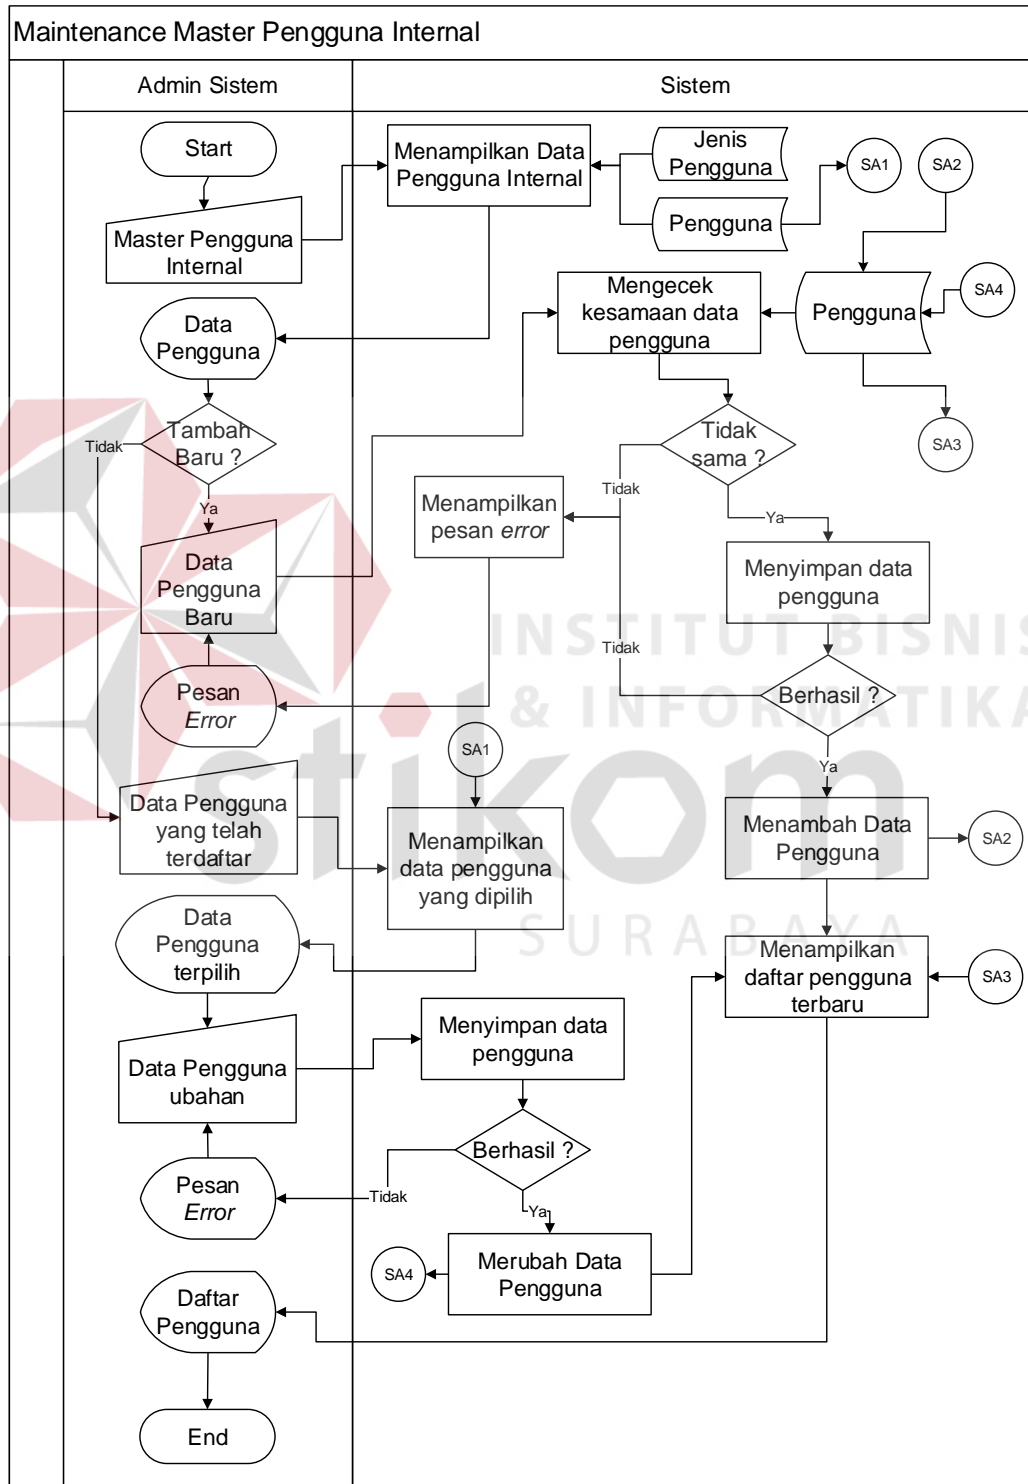 Maintenance Master Pengguna Internal
Admin Sistem
Sistem
Start
Menampilkan Data
Pengguna Internal
Jenis
Pengguna
SA1
SA2
Pengguna
Master Pengguna
Internal
Mengecek
kesamaan data
pengguna
Pengguna
SA4
Data
Pengguna
Tambah
Baru ?
Tidak
Ya
Tidak
sama ?
SA3
Tidak
Ya
Menampilkan
pesan error
Data
Pengguna
Baru
Menyimpan data
pengguna
INSTITUT BISNIS
Tidak
Pesan
Error
Berhasil ?
& INFORMATIKA
SA1
Ya
stikom
Data Pengguna
yang telah
terdaftar
Menampilkan
data pengguna
yang dipilih
Menambah Data
Pengguna
SA2
SURABAYA
Data
Pengguna
terpilih
Menampilkan
daftar pengguna
terbaru
SA3
Menyimpan data
pengguna
Data Pengguna
ubahan
Berhasil ?
Tidak
Ya
Pesan
Error
SA4
Merubah Data
Pengguna
Daftar
Pengguna
End